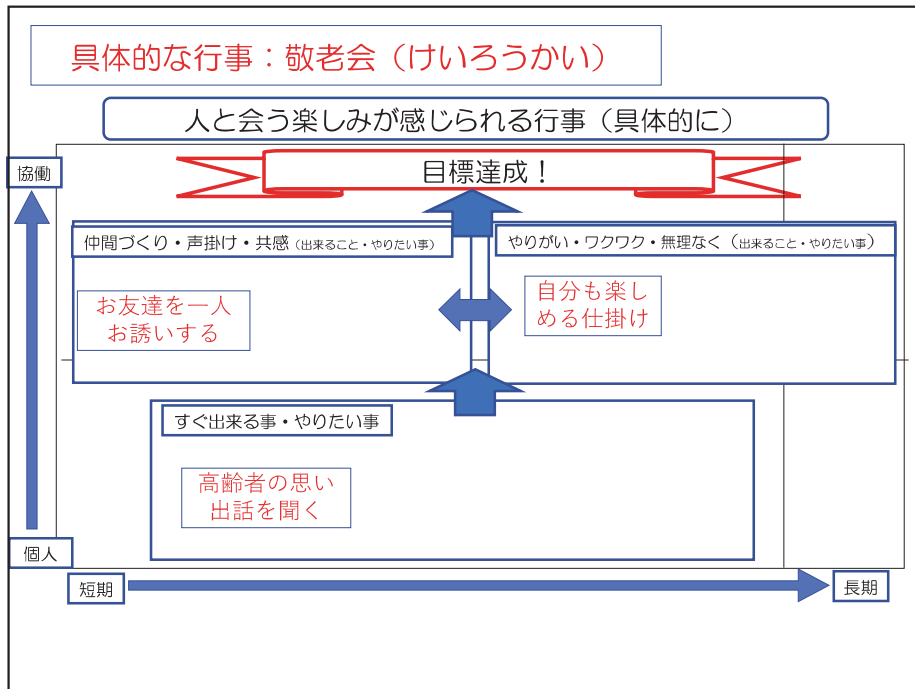 具体的な行事：敬老会（けいろうかい）
人と会う楽しみが感じられる行事（具体的に）
協働
目標達成！
仲間づくり・声掛け・共感（出来ること・やりたい事）
やりがい・ワクワク・無理なく（出来ること・やりたい事）
お友達を一人
お誘いする
自分も楽し
める仕掛け
すぐ出来る事・やりたい事
高齢者の思い
出話を聞く
個人
短期
長期